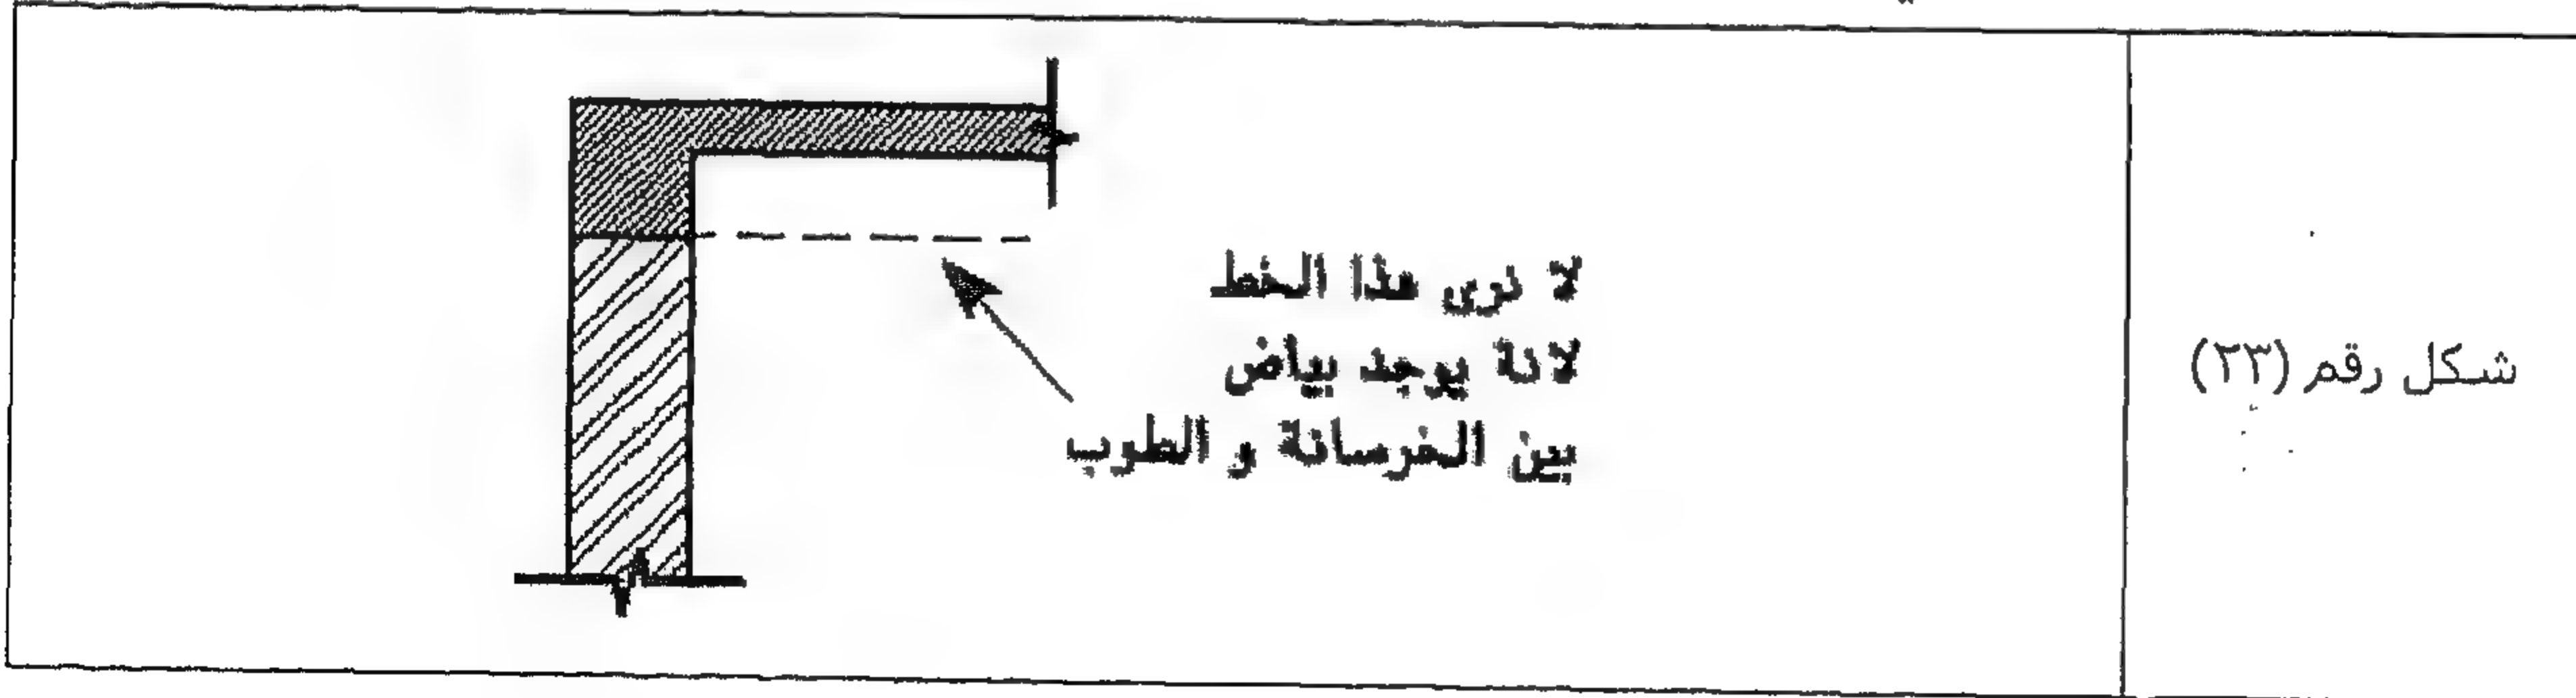 شكل رقم (٢٣)
لا نرى هذا الخط
لانة يوجد بياض
بين الخرسانة و الطوب